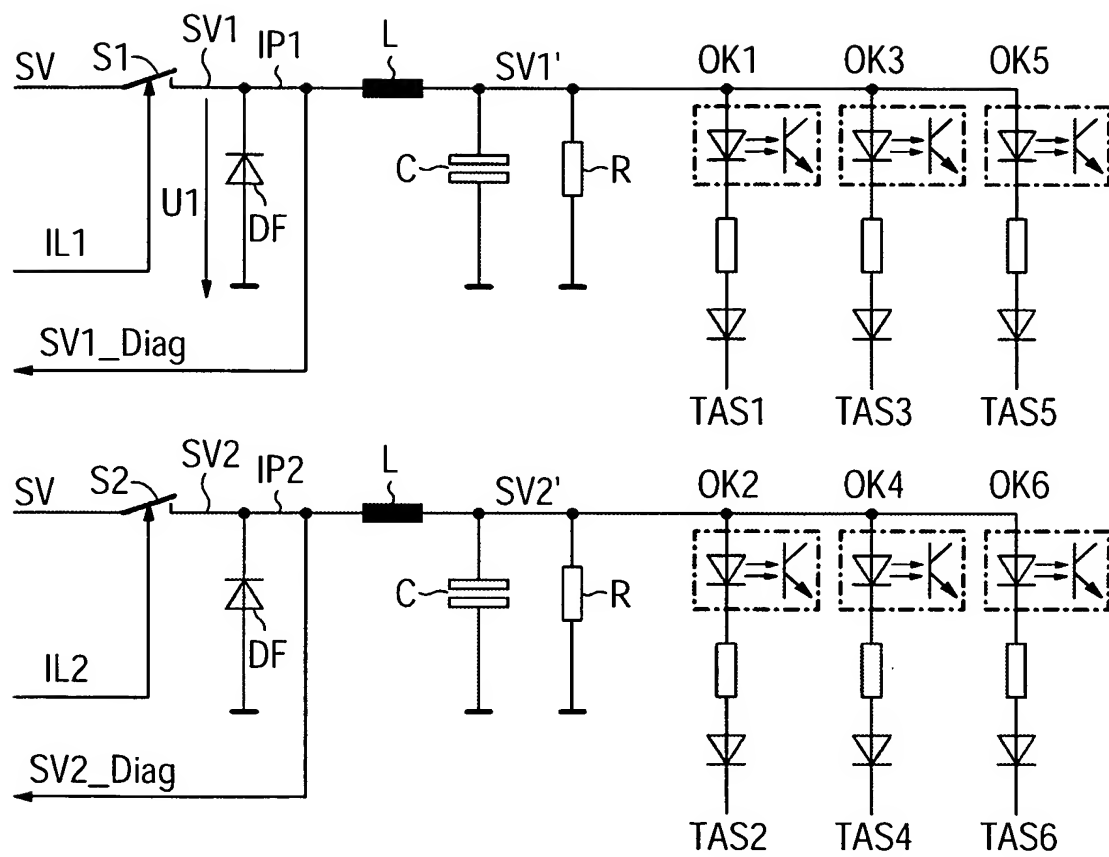 SV S1 SV1 IP1 L SV1' OK1 OK3 OK5
C R
U1 DF
IL1
SV1_Diag
TAS1 TAS3 TAS5
SV S2 SV2 IP2 L SV2' OK2 OK4 OK6
C R
DF
IL2
SV2_Diag
TAS2 TAS4 TAS6